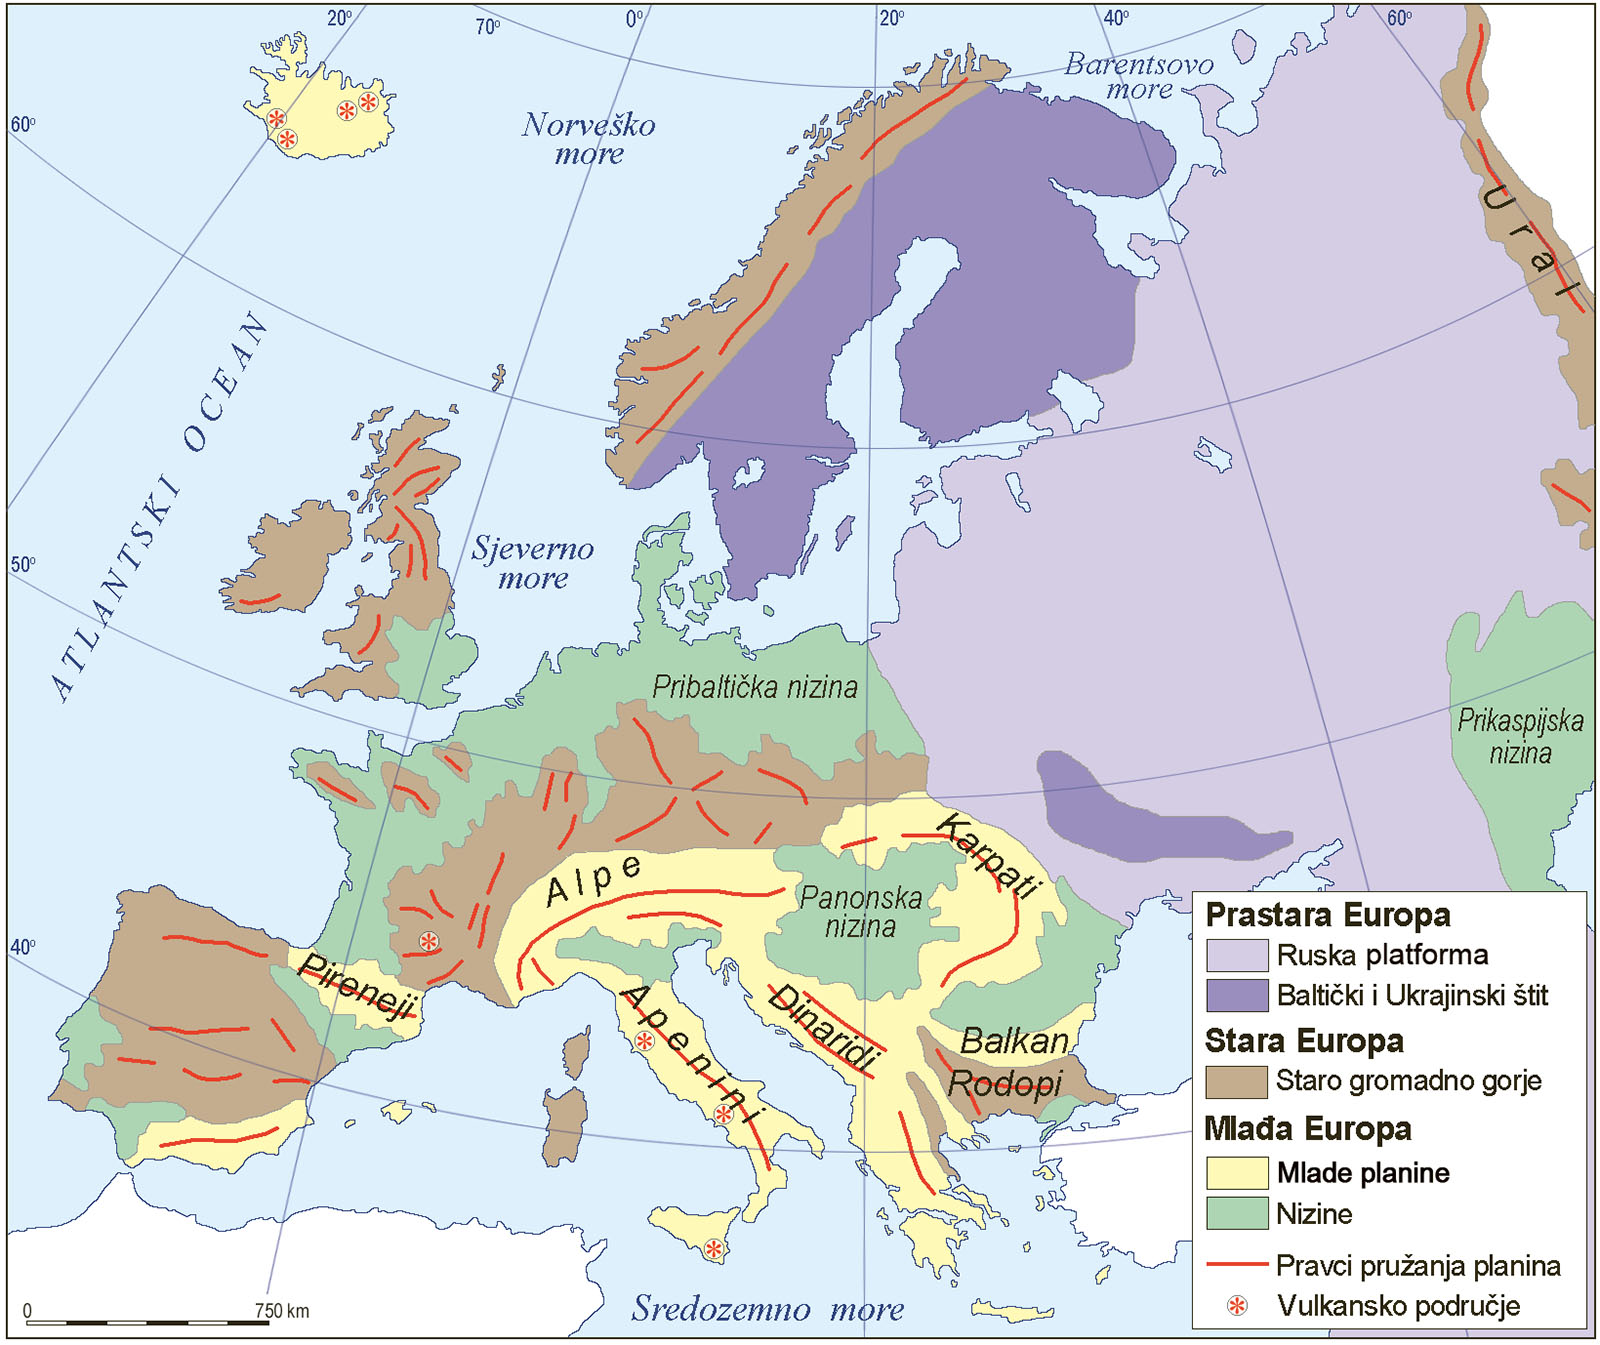 20°
70°
0°
20°
40°
60°
60°
50°
40°
Barentsovo
more
Norveško
more
Ural
ATLANTSKI OCEAN
Sjeverno
more
Pribaltička nizina
Prikaspijska
nizina
Karpati
Alpe
Panonska
nizina
Pireneji
Apenini
Dinaridi
Balkan
Rodopi
Sredozemno more
0 750 km
Prastara Europa
Ruska platforma
Baltički i Ukrajinski štit
Stara Europa
Staro gromadno gorje
Mlađa Europa
Mlade planine
Nizine
Pravci pružanja planina
Vulkansko područje